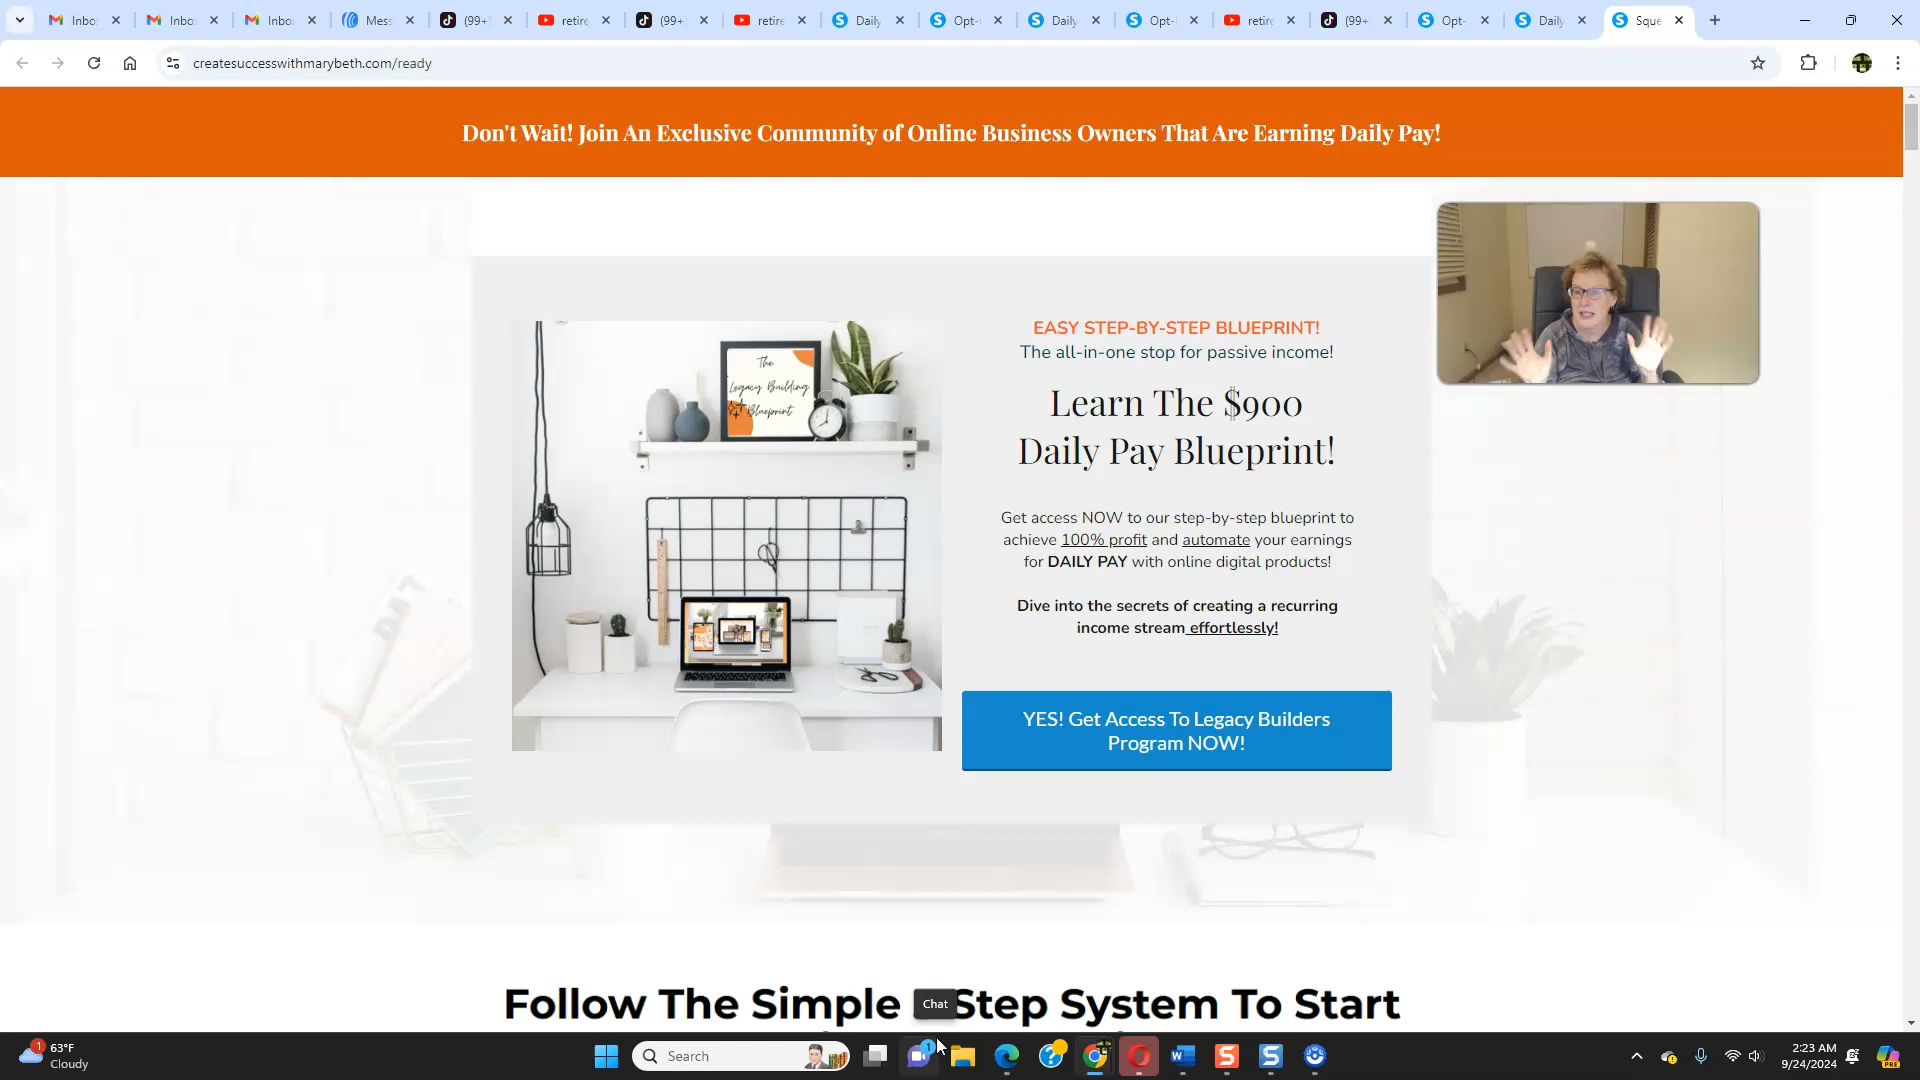 Inbo
Inbo
Inbo
Mess
(99+
retire
(99+
retire
Daily
Opt-i
Daily
Opt-i
retire
(99+
Opt-
Daily
Sque
createsuccesswithmarybeth.com/ready
Don't Wait! Join An Exclusive Community of Online Business Owners That Are Earning Daily Pay!
The
Legacy Building
Blueprint
EASY STEP-BY-STEP BLUEPRINT!
The all-in-one stop for passive income!
Learn The $900
Daily Pay Blueprint!
Get access NOW to our step-by-step blueprint to
achieve 100% profit and automate your earnings
for DAILY PAY with online digital products!
Dive into the secrets of creating a recurring
income stream effortlessly!
YES! Get Access To Legacy Builders
Program NOW!
Follow The Simple Step System To Start
Chat
1
63°F
Cloudy
Search
1
2:23 AM
9/24/2024